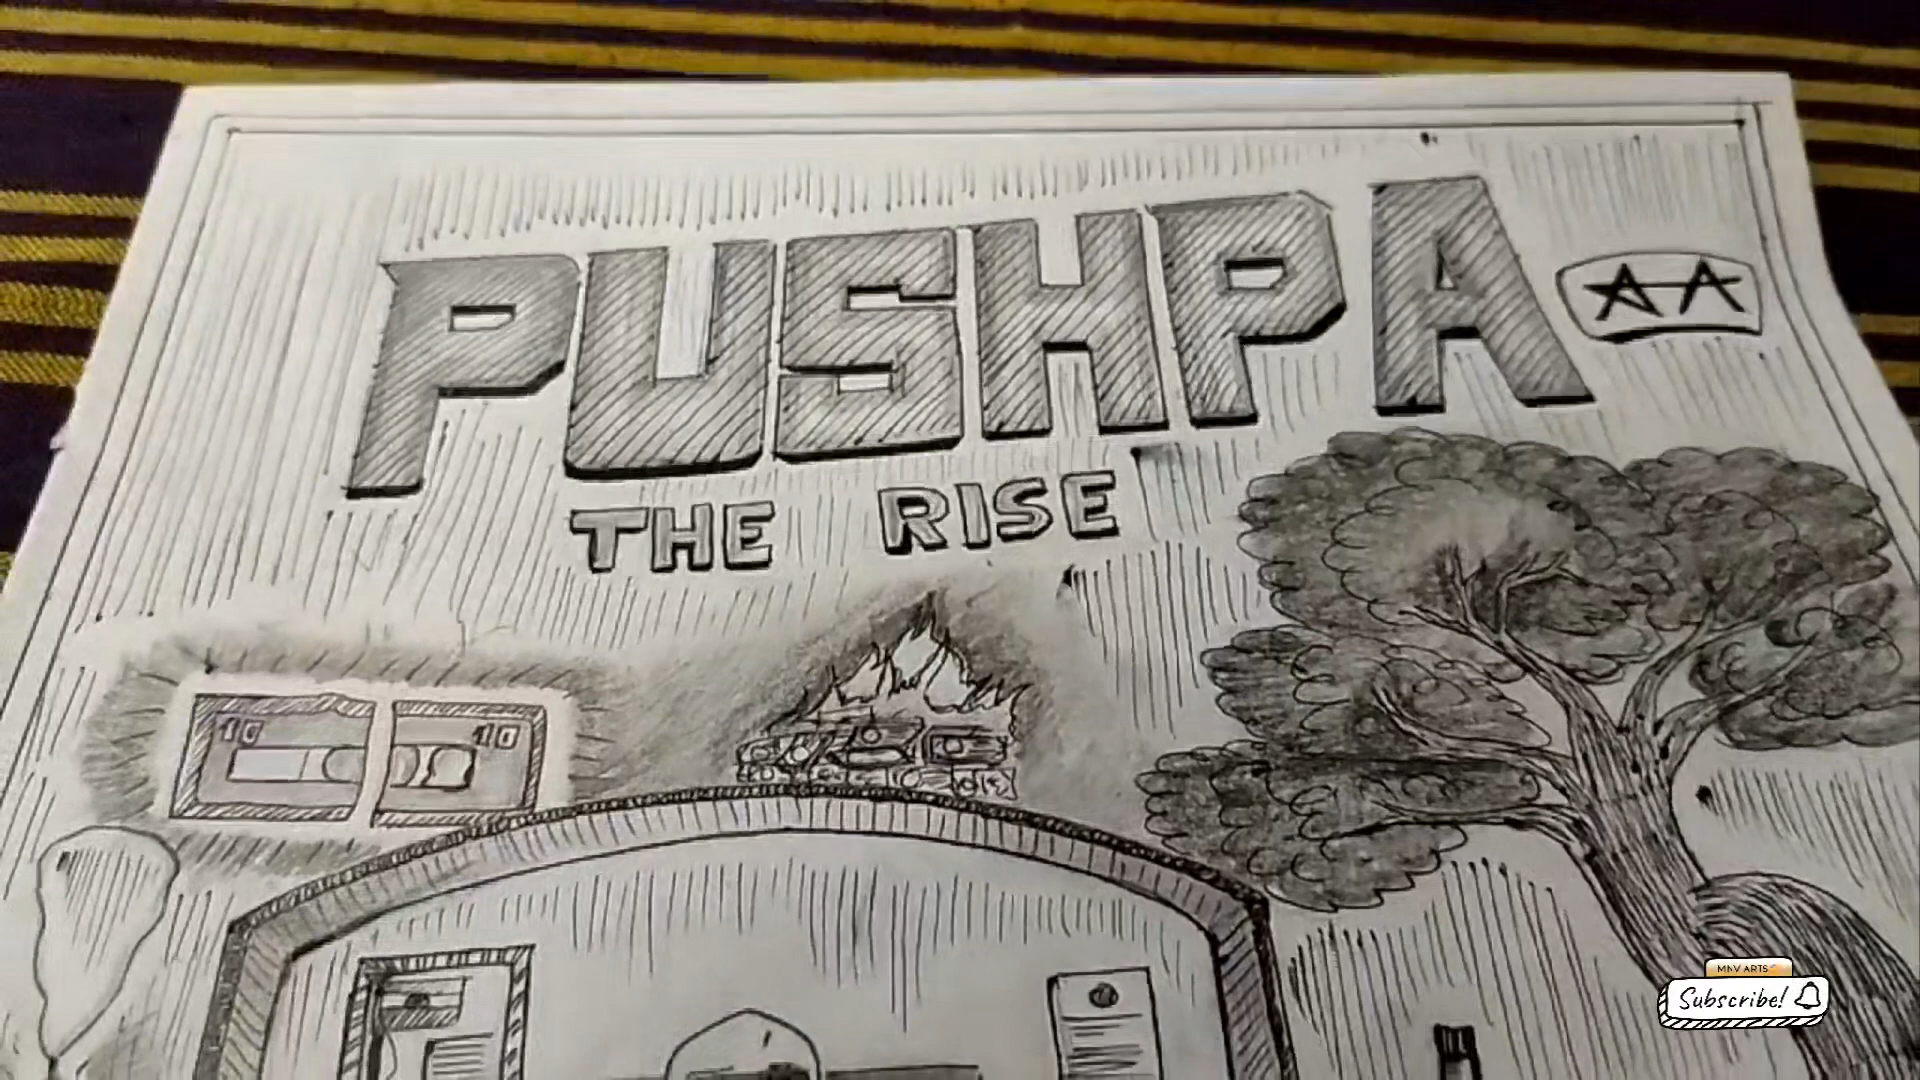 PUSHPA
AA
THE RISE
10 10
MNV ARTS
Subscribe!